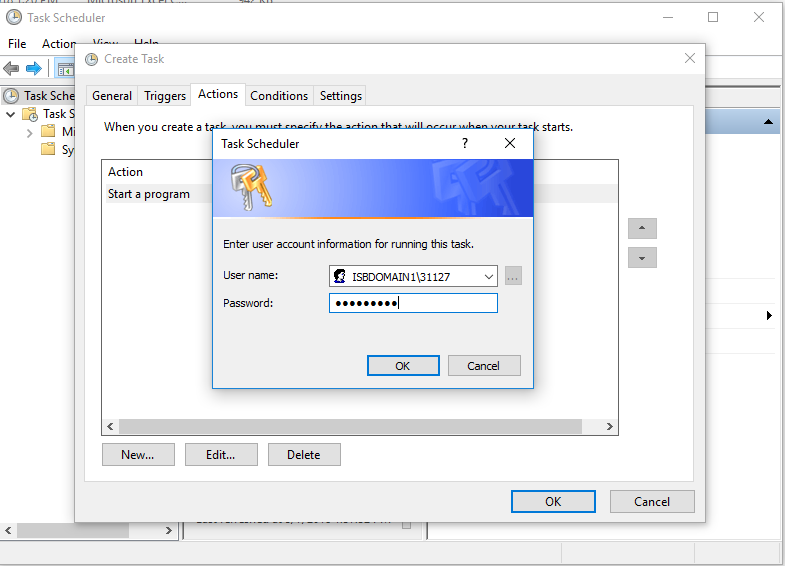 Task Scheduler
File Action View Help
Create Task
Task Sche
Task S
Mi
Sy
General Triggers Actions Conditions Settings
When you create a task, you must specify the action that will occur when your task starts.
Action
Start a program
Task Scheduler
?
Enter user account information for running this task.
User name: ISBDOMAIN1\31127
...
Password: ●●●●●●●●●
OK Cancel
New... Edit... Delete
OK Cancel